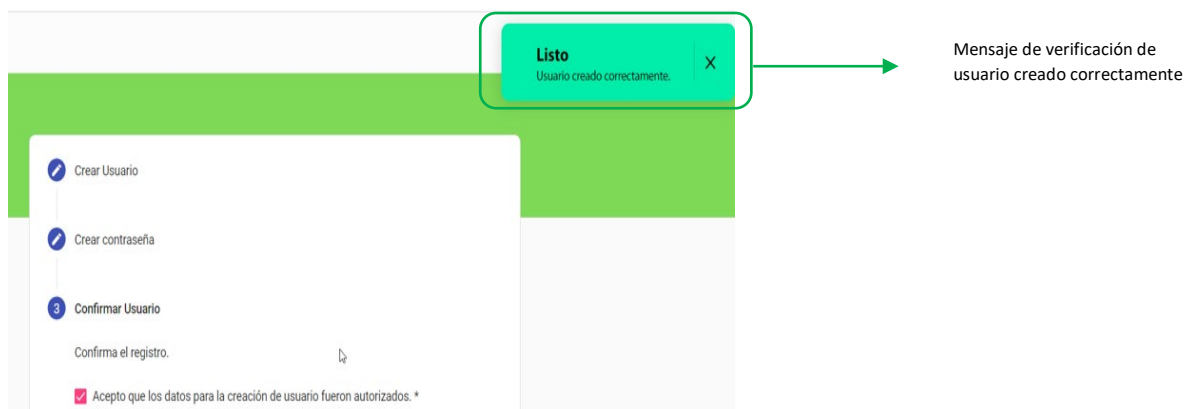 Listo
Usuario creado correctamente.
X
Mensaje de verificación de
usuario creado correctamente
Crear Usuario
Crear contraseña
3 Confirmar Usuario
Confirma el registro.
Acepto que los datos para la creación de usuario fueron autorizados. *